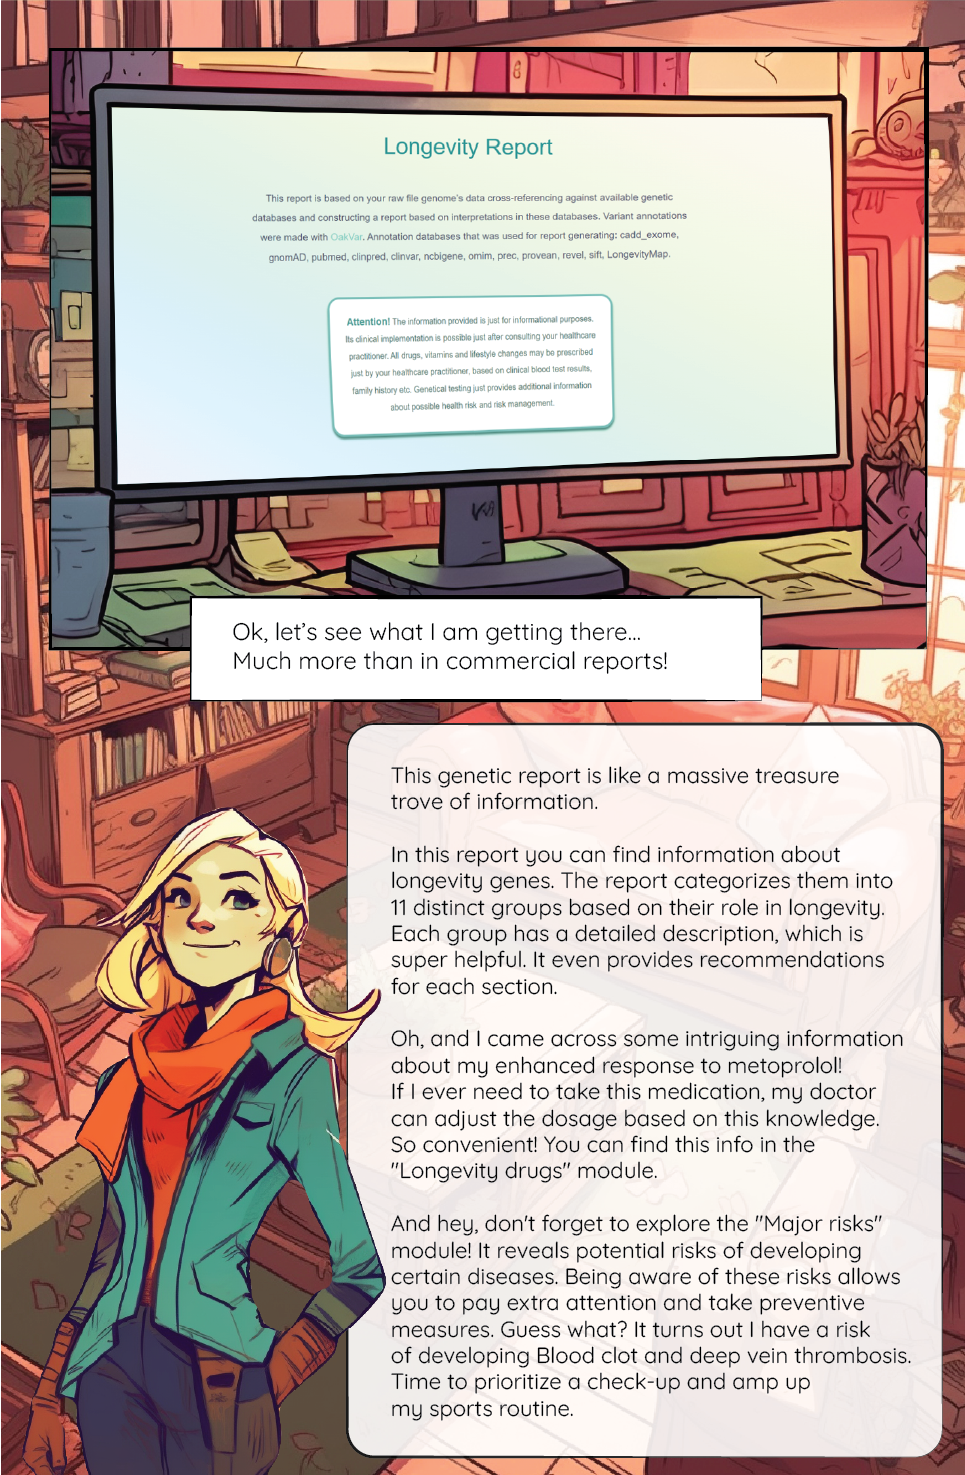 Longevity Report
This report is based on your raw file genome's data cross-referencing against available genetic
databases and constructing a report based on interpretations in these databases. Variant annotations
were made with OakVar. Annotation databases that was used for report generating: cadd_exome,
gnomAD, pubmed, clinpred, clinvar, ncbigene, omim, prec, provean, revel, sift, LongevityMap.
Attention! The information provided is just for informational purposes.
Its clinical implementation is possible just after consulting your healthcare
practitioner. All drugs, vitamins and lifestyle changes may be prescribed
just by your healthcare practitioner, based on clinical blood test results,
family history etc. Genetical testing just provides additional information
about possible health risk and risk management.
Ok, let's see what I am getting there...
Much more than in commercial reports!
This genetic report is like a massive treasure
trove of information.
In this report you can find information about
longevity genes. The report categorizes them into
11 distinct groups based on their role in longevity.
Each group has a detailed description, which is
super helpful. It even provides recommendations
for each section.
Oh, and I came across some intriguing information
about my enhanced response to metoprolol!
If I ever need to take this medication, my doctor
can adjust the dosage based on this knowledge.
So convenient! You can find this info in the
"Longevity drugs" module.
And hey, don't forget to explore the "Major risks"
module! It reveals potential risks of developing
certain diseases. Being aware of these risks allows
you to pay extra attention and take preventive
measures. Guess what? It turns out I have a risk
of developing Blood clot and deep vein thrombosis.
Time to prioritize a check-up and amp up
my sports routine.